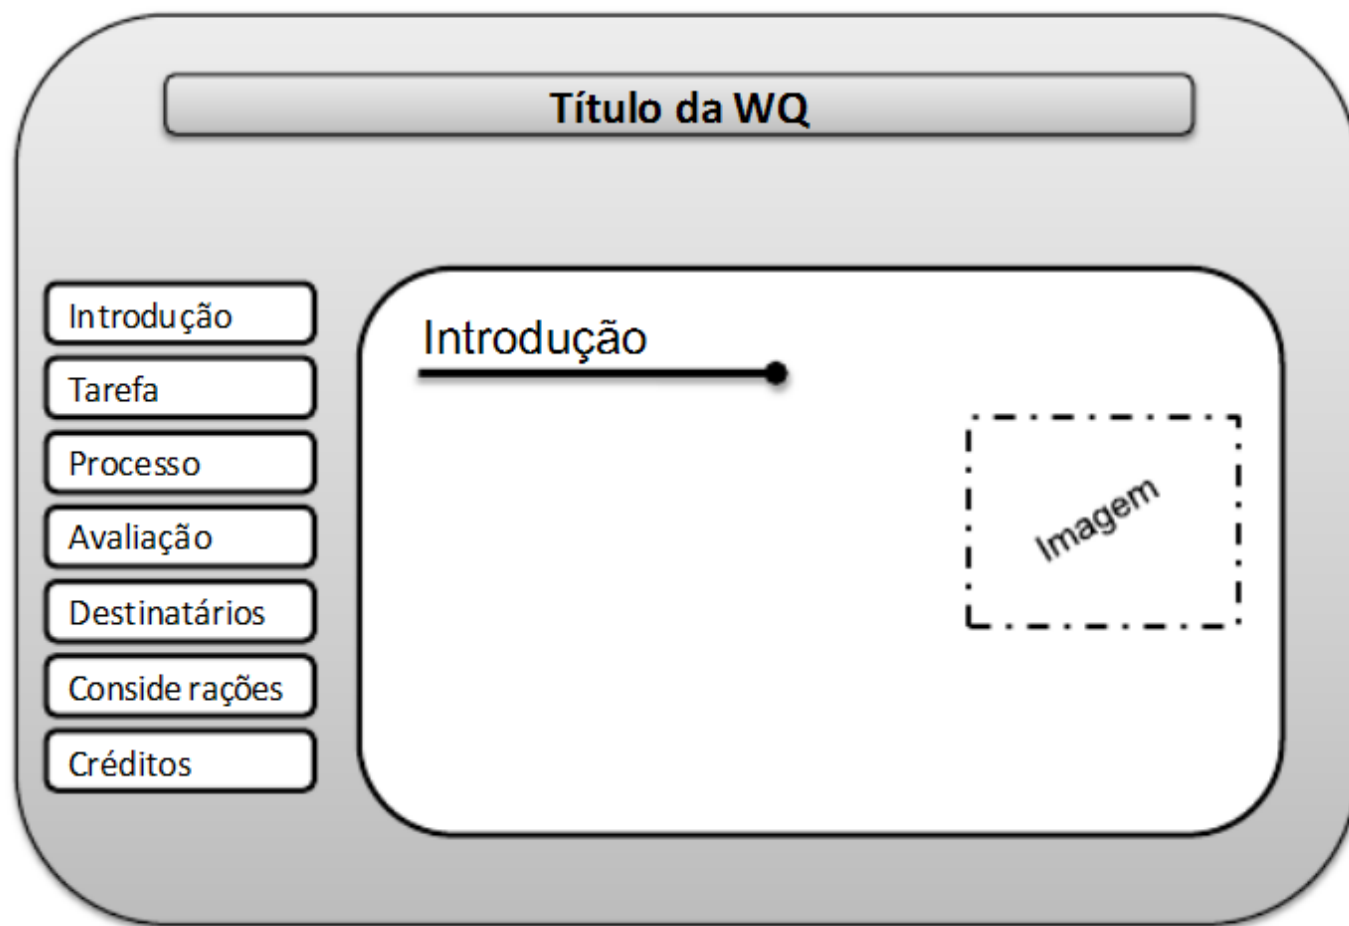 Título da WQ
Introdução
Tarefa
Processo
Avaliação
Destinatários
Conside rações
Créditos
Introdução
Imagem